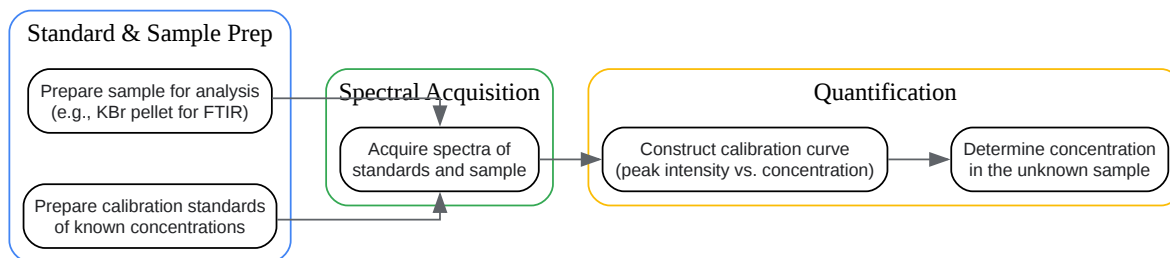 Standard & Sample Prep
Prepare sample for analysis
(e.g., KBr pellet for FTIR)
Prepare calibration standards
of known concentrations
Spectral Acquisition
Acquire spectra of
standards and sample
Quantification
Construct calibration curve
(peak intensity vs. concentration)
Determine concentration
in the unknown sample